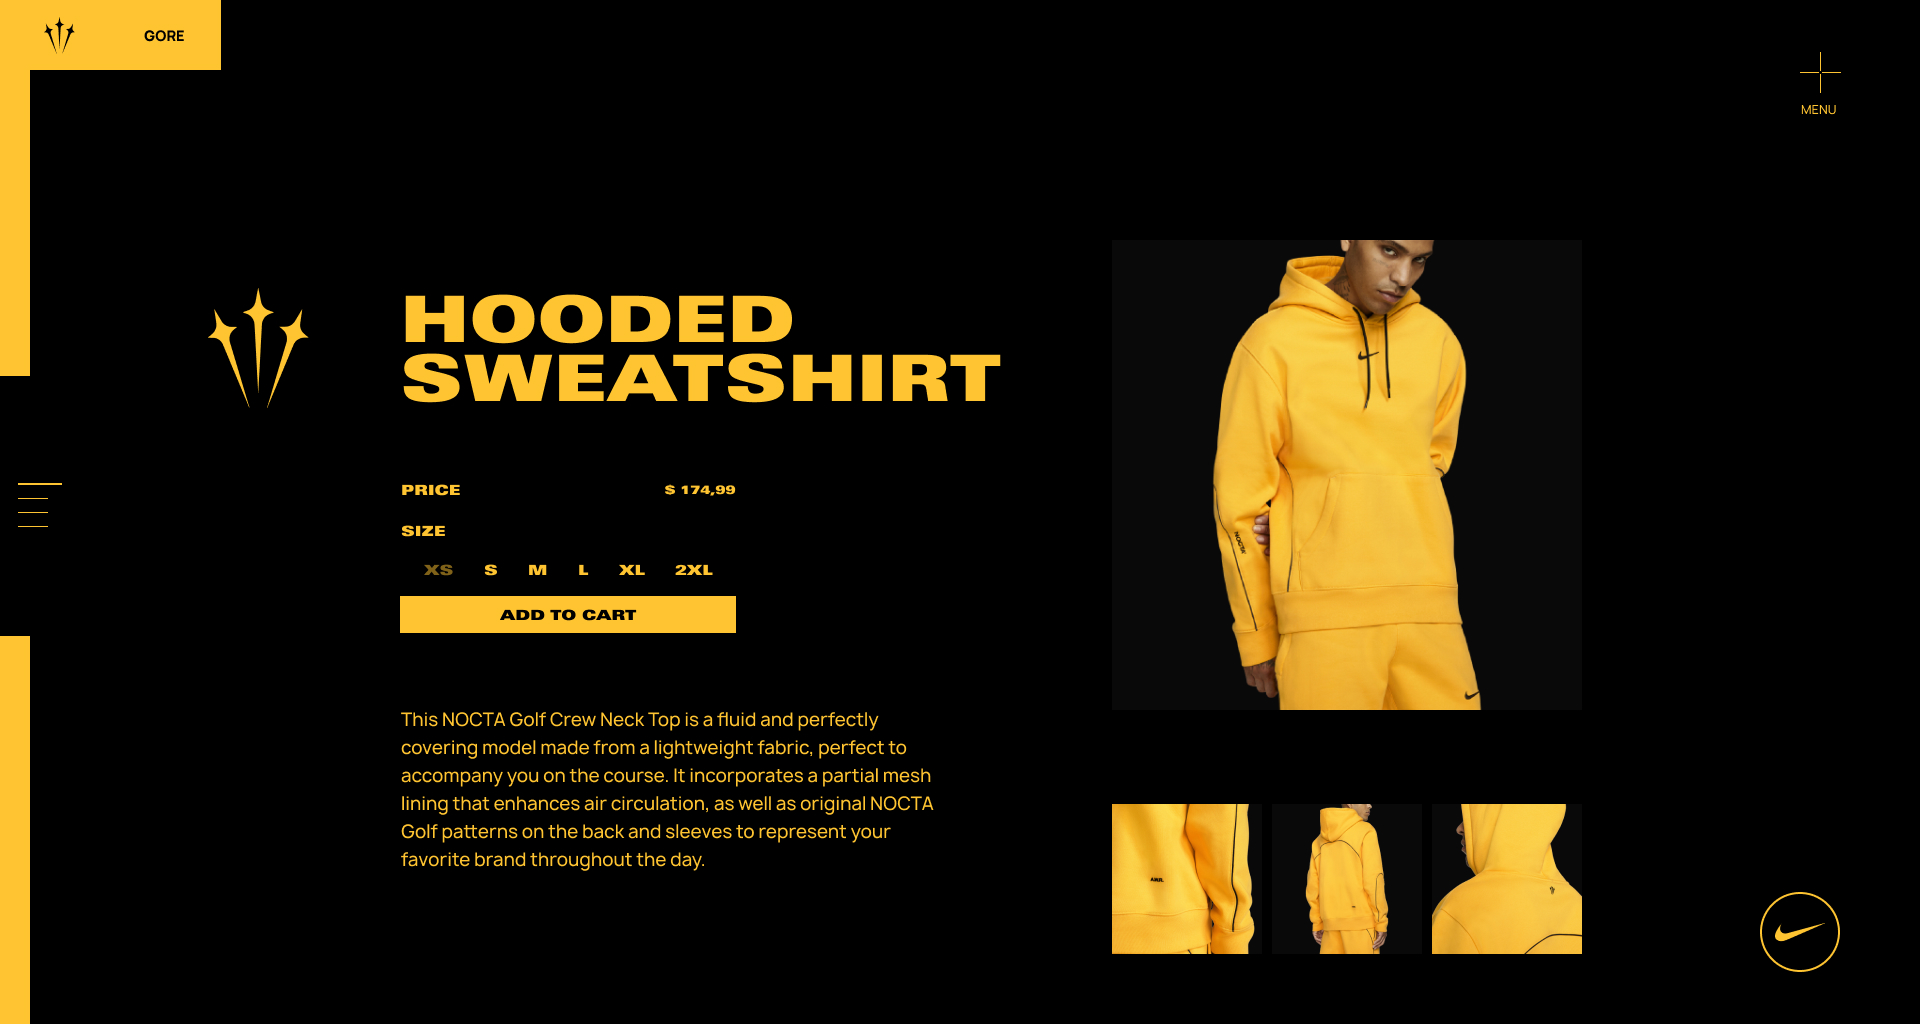 GORE
MENU
HOODED
SWEATSHIRT
PRICE
$ 174,99
SIZE
XS S M L XL 2XL
ADD TO CART
This NOCTA Golf Crew Neck Top is a fluid and perfectly
covering model made from a lightweight fabric, perfect to
accompany you on the course. It incorporates a partial mesh
lining that enhances air circulation, as well as original NOCTA
Golf patterns on the back and sleeves to represent your
favorite brand throughout the day.
NOCTA